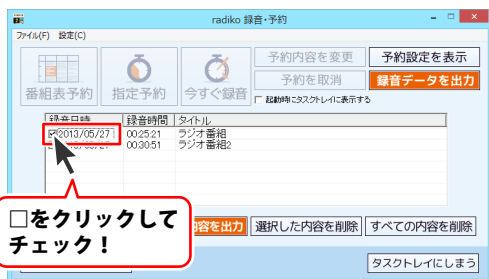 radiko 録音・予約
ファイル(F) 設定(C)
番組表予約 指定予約 今すぐ録音
予約内容を変更 予約設定を表示
予約を取消 録音データを出力
起動時にタスクトレイに表示する
録音日時 録音時間 タイトル
2013/05/27 00:25:21 ラジオ番組
00:30:51 ラジオ番組2
□をクリックして
チェック！
内容を出力 選択した内容を削除 すべての内容を削除
タスクトレイにしまう